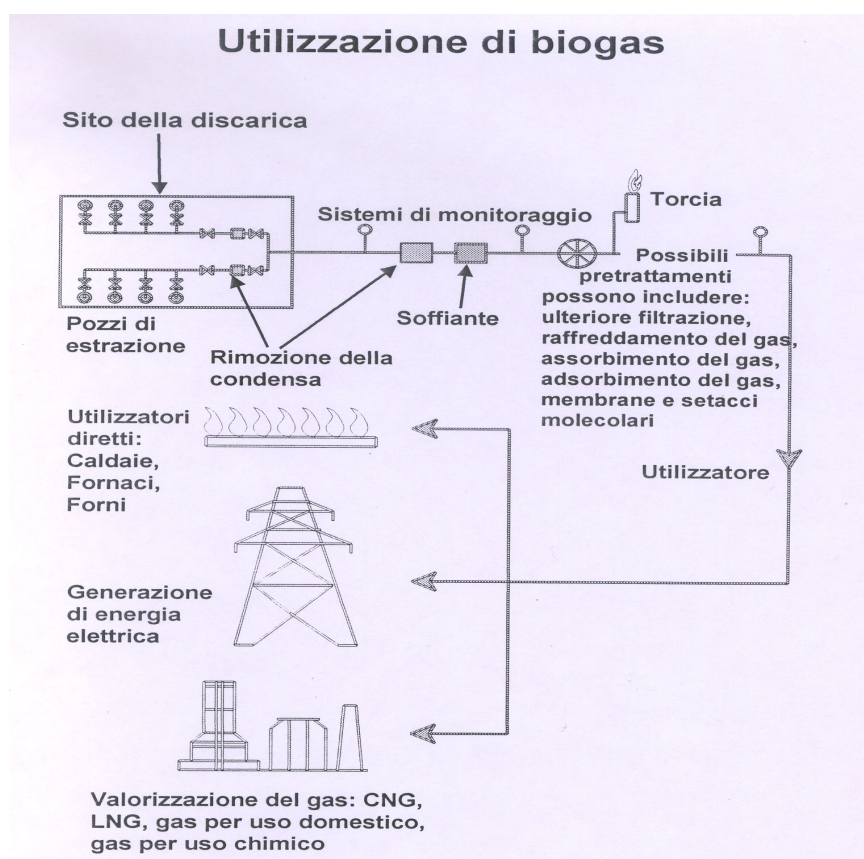 Utilizzazione di biogas
Sito della discarica
Sistemi di monitoraggio
Torcia
Possibili
pretrattamenti
possono includere:
ulteriore filtrazione,
raffreddamento del gas,
assorbimento del gas,
adsorbimento del gas,
membrane e setacci
molecolari
Soffiante
Pozzi di
estrazione
Rimozione della
condensa
Utilizzatori
diretti:
Caldaie,
Fornaci,
Forni
Utilizzatore
Generazione
di energia
elettrica
Valorizzazione del gas: CNG,
LNG, gas per uso domestico,
gas per uso chimico